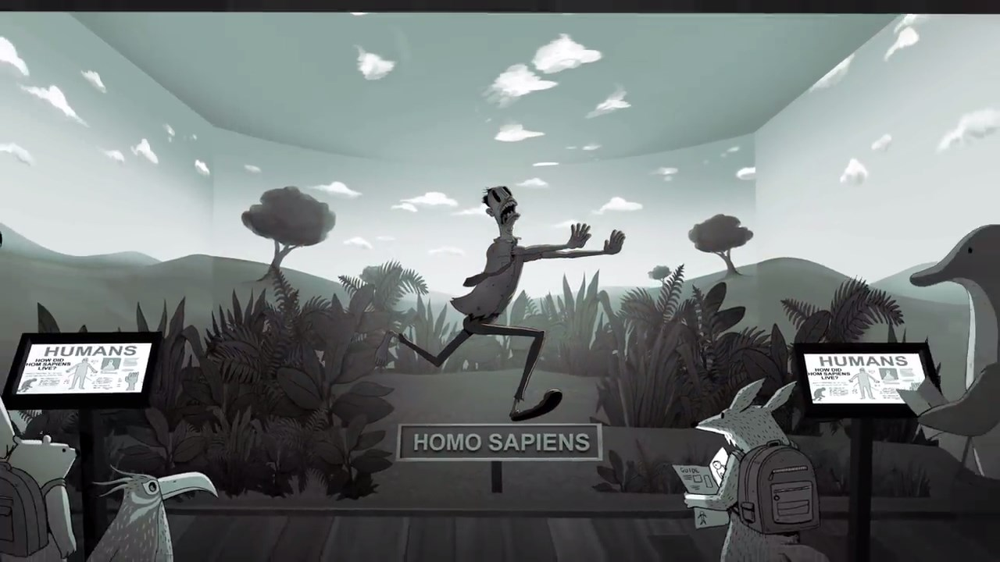 HUMANS
HOW DID
HOM SAPIENS
LIVE?
HUMANS
HOW DID
HOM SAPIENS
LIVE?
HOMO SAPIENS
GUIDE